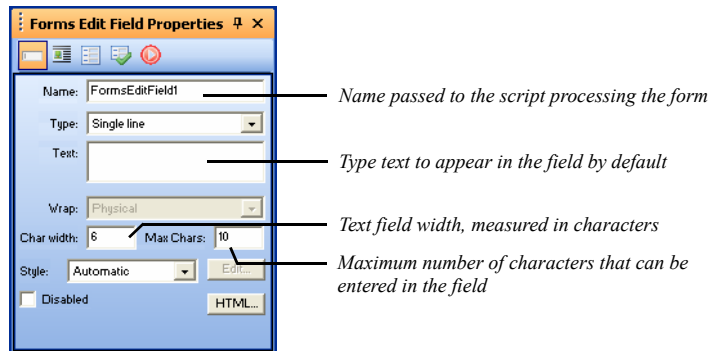 Forms Edit Field Properties
Name: FormsEditField1
Name passed to the script processing the form
Type: Single line
Text:
Type text to appear in the field by default
Wrap: Physical
Char width: 6 Max Chars: 10
Text field width, measured in characters
Style: Automatic Edit...
Maximum number of characters that can be
entered in the field
Disabled HTML...